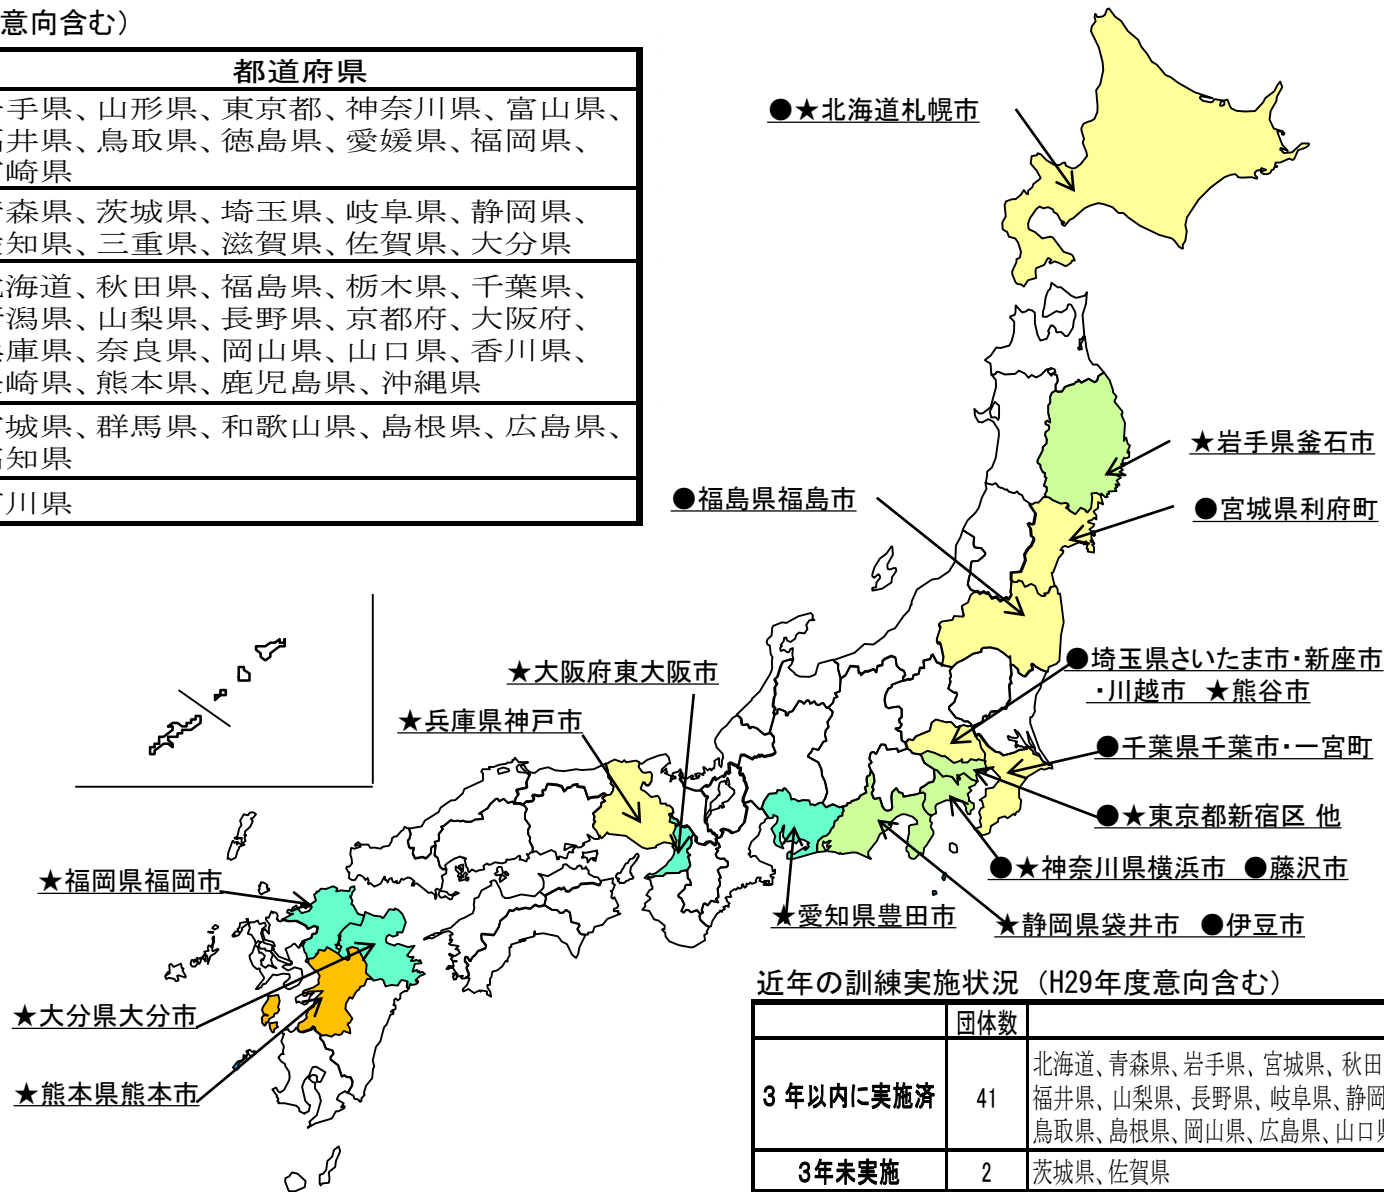 意向含む）
都道府県
手県、山形県、東京都、神奈川県、富山県、
井県、鳥取県、徳島県、愛媛県、福岡県、
崎県
森県、茨城県、埼玉県、岐阜県、静岡県、
知県、三重県、滋賀県、佐賀県、大分県
海道、秋田県、福島県、栃木県、千葉県、
潟県、山梨県、長野県、京都府、大阪府、
庫県、奈良県、岡山県、山口県、香川県、
崎県、熊本県、鹿児島県、沖縄県
城県、群馬県、和歌山県、島根県、広島県、
知県
川県
●★北海道札幌市
★岩手県釜石市
●福島県福島市
●宮城県利府町
●埼玉県さいたま市・新座市
・川越市　★熊谷市
★大阪府東大阪市
★兵庫県神戸市
●千葉県千葉市・一宮町
●★東京都新宿区 他
●★神奈川県横浜市　●藤沢市
★福岡県福岡市
★愛知県豊田市
★静岡県袋井市　●伊豆市
★大分県大分市
★熊本県熊本市
近年の訓練実施状況（H29年度意向含む）
団体数
3 年以内に実施済 41 北海道、青森県、岩手県、宮城県、秋田
福井県、山梨県、長野県、岐阜県、静岡
鳥取県、島根県、岡山県、広島県、山口県
3年未実施 2 茨城県、佐賀県